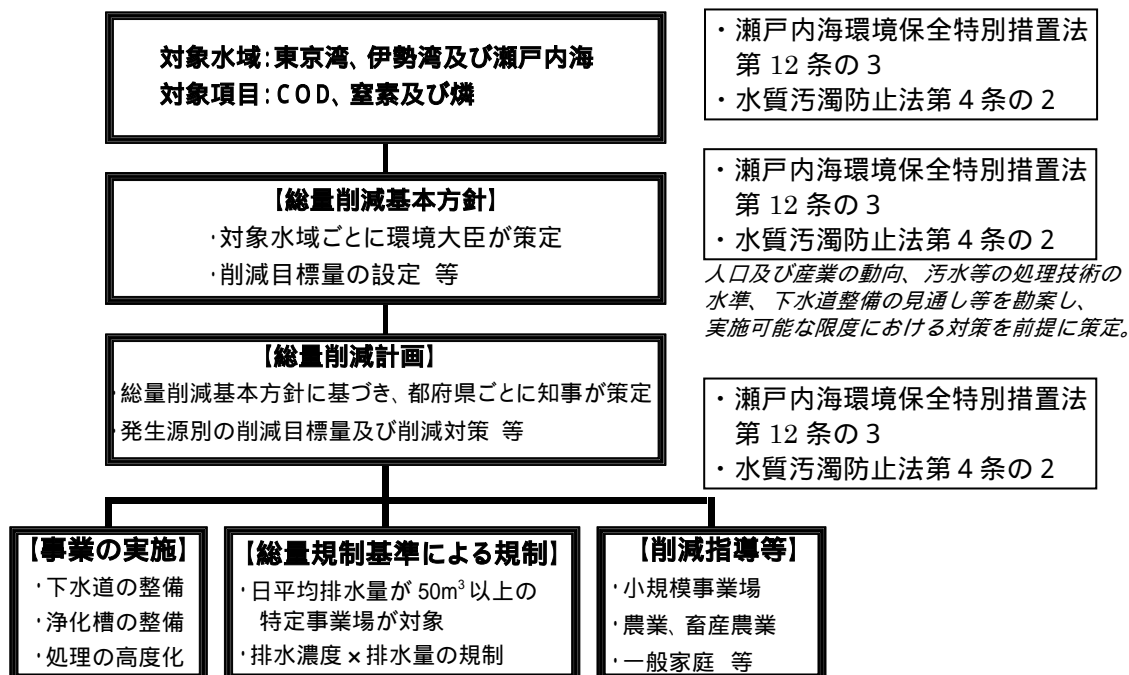 対象水域:東京湾、伊勢湾及び瀬戸内海
対象項目:COD、窒素及び燐
・瀬戸内海環境保全特別措置法
第 12 条の3
・水質汚濁防止法第4条の2
【総量削減基本方針】
・対象水域ごとに環境大臣が策定
・削減目標量の設定 等
・瀬戸内海環境保全特別措置法
第 12 条の3
・水質汚濁防止法第4条の2
人口及び産業の動向、汚水等の処理技術の
水準、下水道整備の見通し等を勘案し、
実施可能な限度における対策を前提に策定。
【総量削減計画】
・総量削減基本方針に基づき、都府県ごとに知事が策定
・発生源別の削減目標量及び削減対策 等
・瀬戸内海環境保全特別措置法
第 12 条の3
・水質汚濁防止法第4条の2
【事業の実施】
・下水道の整備
・浄化槽の整備
・処理の高度化
【総量規制基準による規制】
・日平均排水量が 50m³以上の
特定事業場が対象
・排水濃度×排水量の規制
【削減指導等】
・小規模事業場
・農業、畜産農業
・一般家庭 等